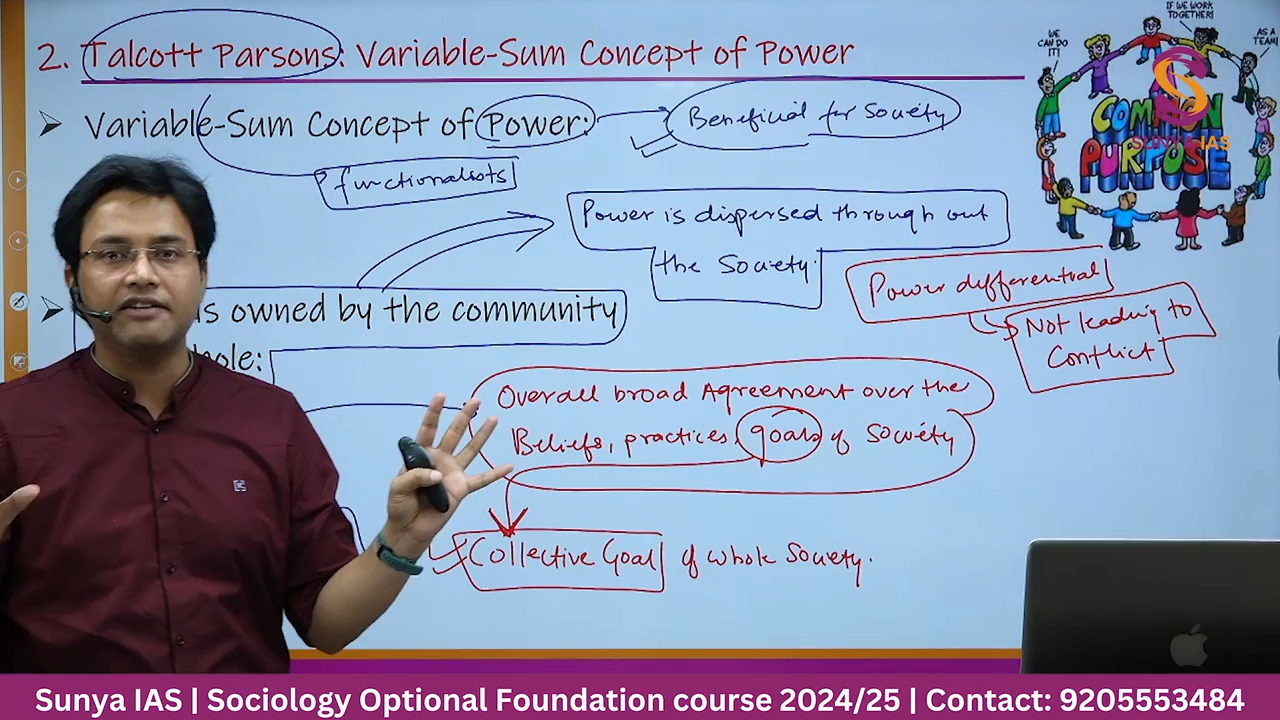 2. Talcott Parsons: Variable-Sum Concept of Power
➤ Variable-Sum Concept of Power:
Beneficial for Society
functionalists
Power is dispersed through out
the Society.
is owned by the community
whole:
Power differential
Not leading to
Conflict
Overall broad Agreement over the
Beliefs, practices, goals of Society
Collective Goal of whole Society.
WE
CAN DO
IT!
IF WE WORK
TOGETHER!
AS A
TEAM!
COMMON
PURPOSE
SUNYA IAS
Sunya IAS | Sociology Optional Foundation course 2024/25 | Contact: 9205553484